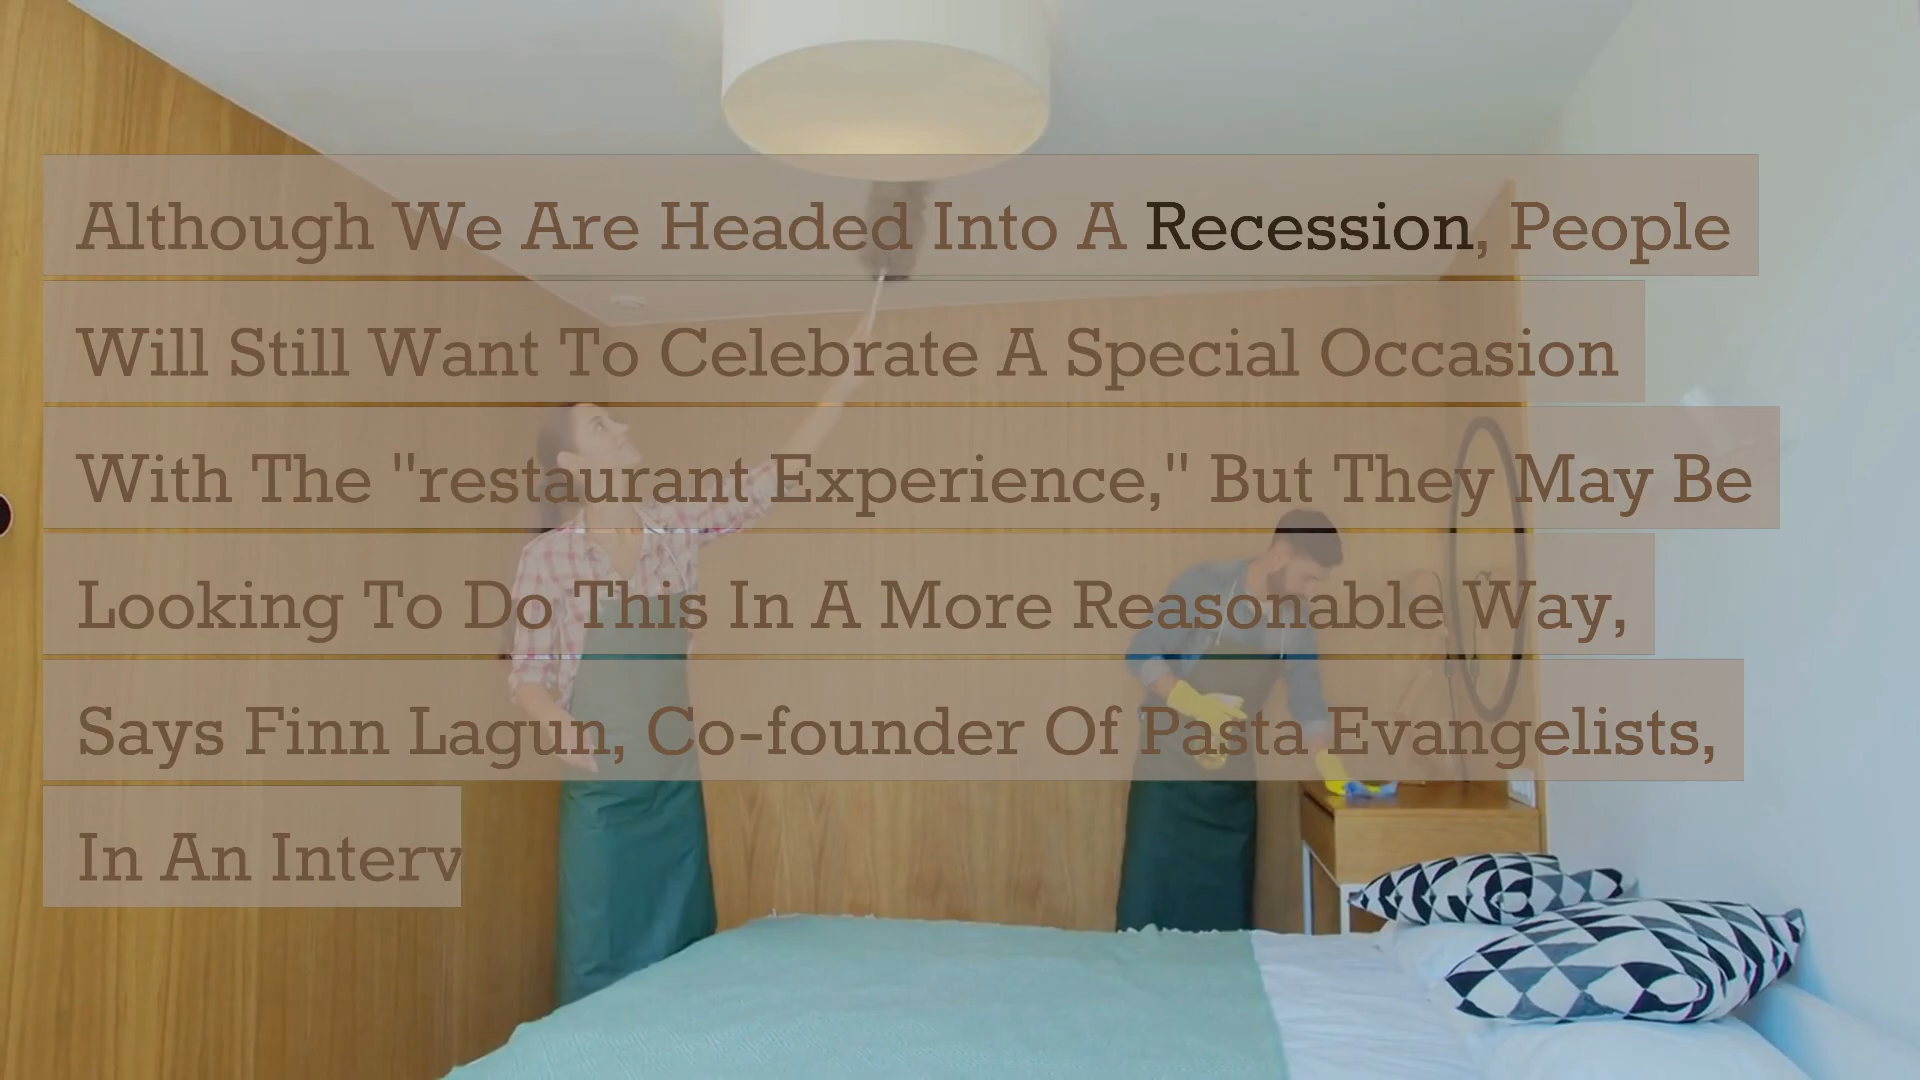 Although We Are Headed Into A Recession, People
Will Still Want To Celebrate A Special Occasion
With The "restaurant Experience," But They May Be
Looking To Do This In A More Reasonable Way,
Says Finn Lagun, Co-founder Of Pasta Evangelists,
In An Interv